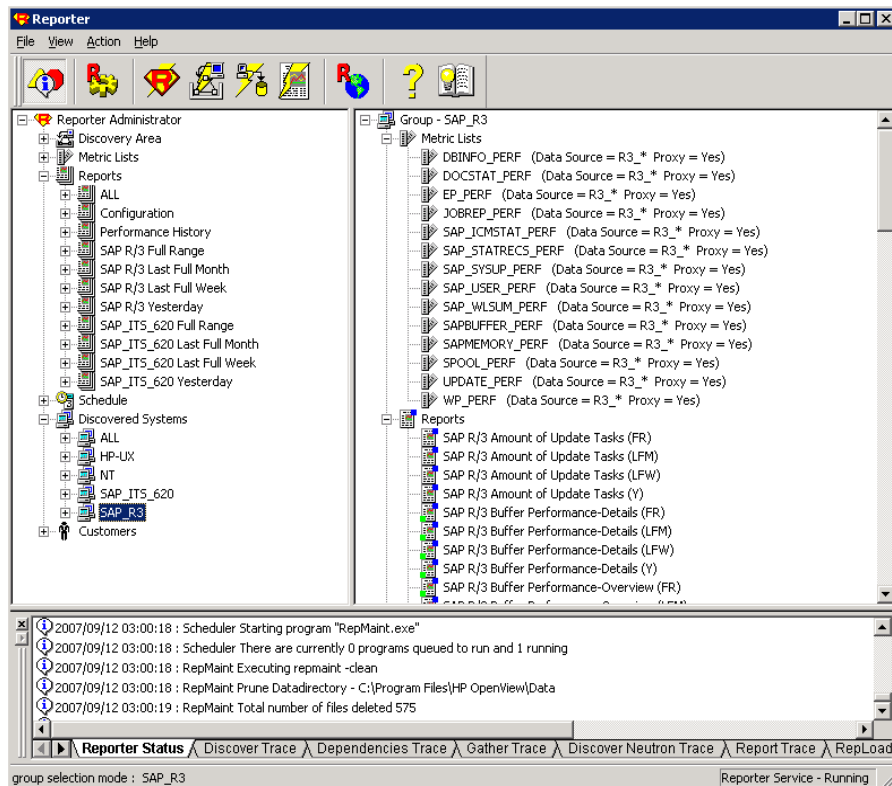 Reporter
File View Action Help
Reporter Administrator
Discovery Area
Metric Lists
Reports
ALL
Configuration
Performance History
SAP R/3 Full Range
SAP R/3 Last Full Month
SAP R/3 Last Full Week
SAP R/3 Yesterday
SAP_ITS_620 Full Range
SAP_ITS_620 Last Full Month
SAP_ITS_620 Last Full Week
SAP_ITS_620 Yesterday
Schedule
Discovered Systems
ALL
HP-UX
NT
SAP_ITS_620
SAP_R3
Customers
Group - SAP_R3
Metric Lists
DBINFO_PERF (Data Source = R3_* Proxy = Yes)
DOCSTAT_PERF (Data Source = R3_* Proxy = Yes)
EP_PERF (Data Source = R3_* Proxy = Yes)
JOBREP_PERF (Data Source = R3_* Proxy = Yes)
SAP_ICMSTAT_PERF (Data Source = R3_* Proxy = Yes)
SAP_STATRECS_PERF (Data Source = R3_* Proxy = Yes)
SAP_SYSUP_PERF (Data Source = R3_* Proxy = Yes)
SAP_USER_PERF (Data Source = R3_* Proxy = Yes)
SAP_WLSUM_PERF (Data Source = R3_* Proxy = Yes)
SAPBUFFER_PERF (Data Source = R3_* Proxy = Yes)
SAPMEMORY_PERF (Data Source = R3_* Proxy = Yes)
SPOOL_PERF (Data Source = R3_* Proxy = Yes)
UPDATE_PERF (Data Source = R3_* Proxy = Yes)
WP_PERF (Data Source = R3_* Proxy = Yes)
Reports
SAP R/3 Amount of Update Tasks (FR)
SAP R/3 Amount of Update Tasks (LFM)
SAP R/3 Amount of Update Tasks (LFW)
SAP R/3 Amount of Update Tasks (Y)
SAP R/3 Buffer Performance-Details (FR)
SAP R/3 Buffer Performance-Details (LFM)
SAP R/3 Buffer Performance-Details (LFW)
SAP R/3 Buffer Performance-Details (Y)
SAP R/3 Buffer Performance-Overview (FR)
SAP R/3 Buffer Performance-Overview (LFM)
2007/09/12 03:00:18 : Scheduler Starting program "RepMaint.exe"
2007/09/12 03:00:18 : Scheduler There are currently 0 programs queued to run and 1 running
2007/09/12 03:00:18 : RepMaint Executing repmaint -clean
2007/09/12 03:00:18 : RepMaint Prune Datadirectory - C:\Program Files\HP OpenView\Data
2007/09/12 03:00:19 : RepMaint Total number of files deleted 575
Reporter Status Discover Trace Dependencies Trace Gather Trace Discover Neutron Trace Report Trace RepLoad
group selection mode : SAP_R3
Reporter Service - Running